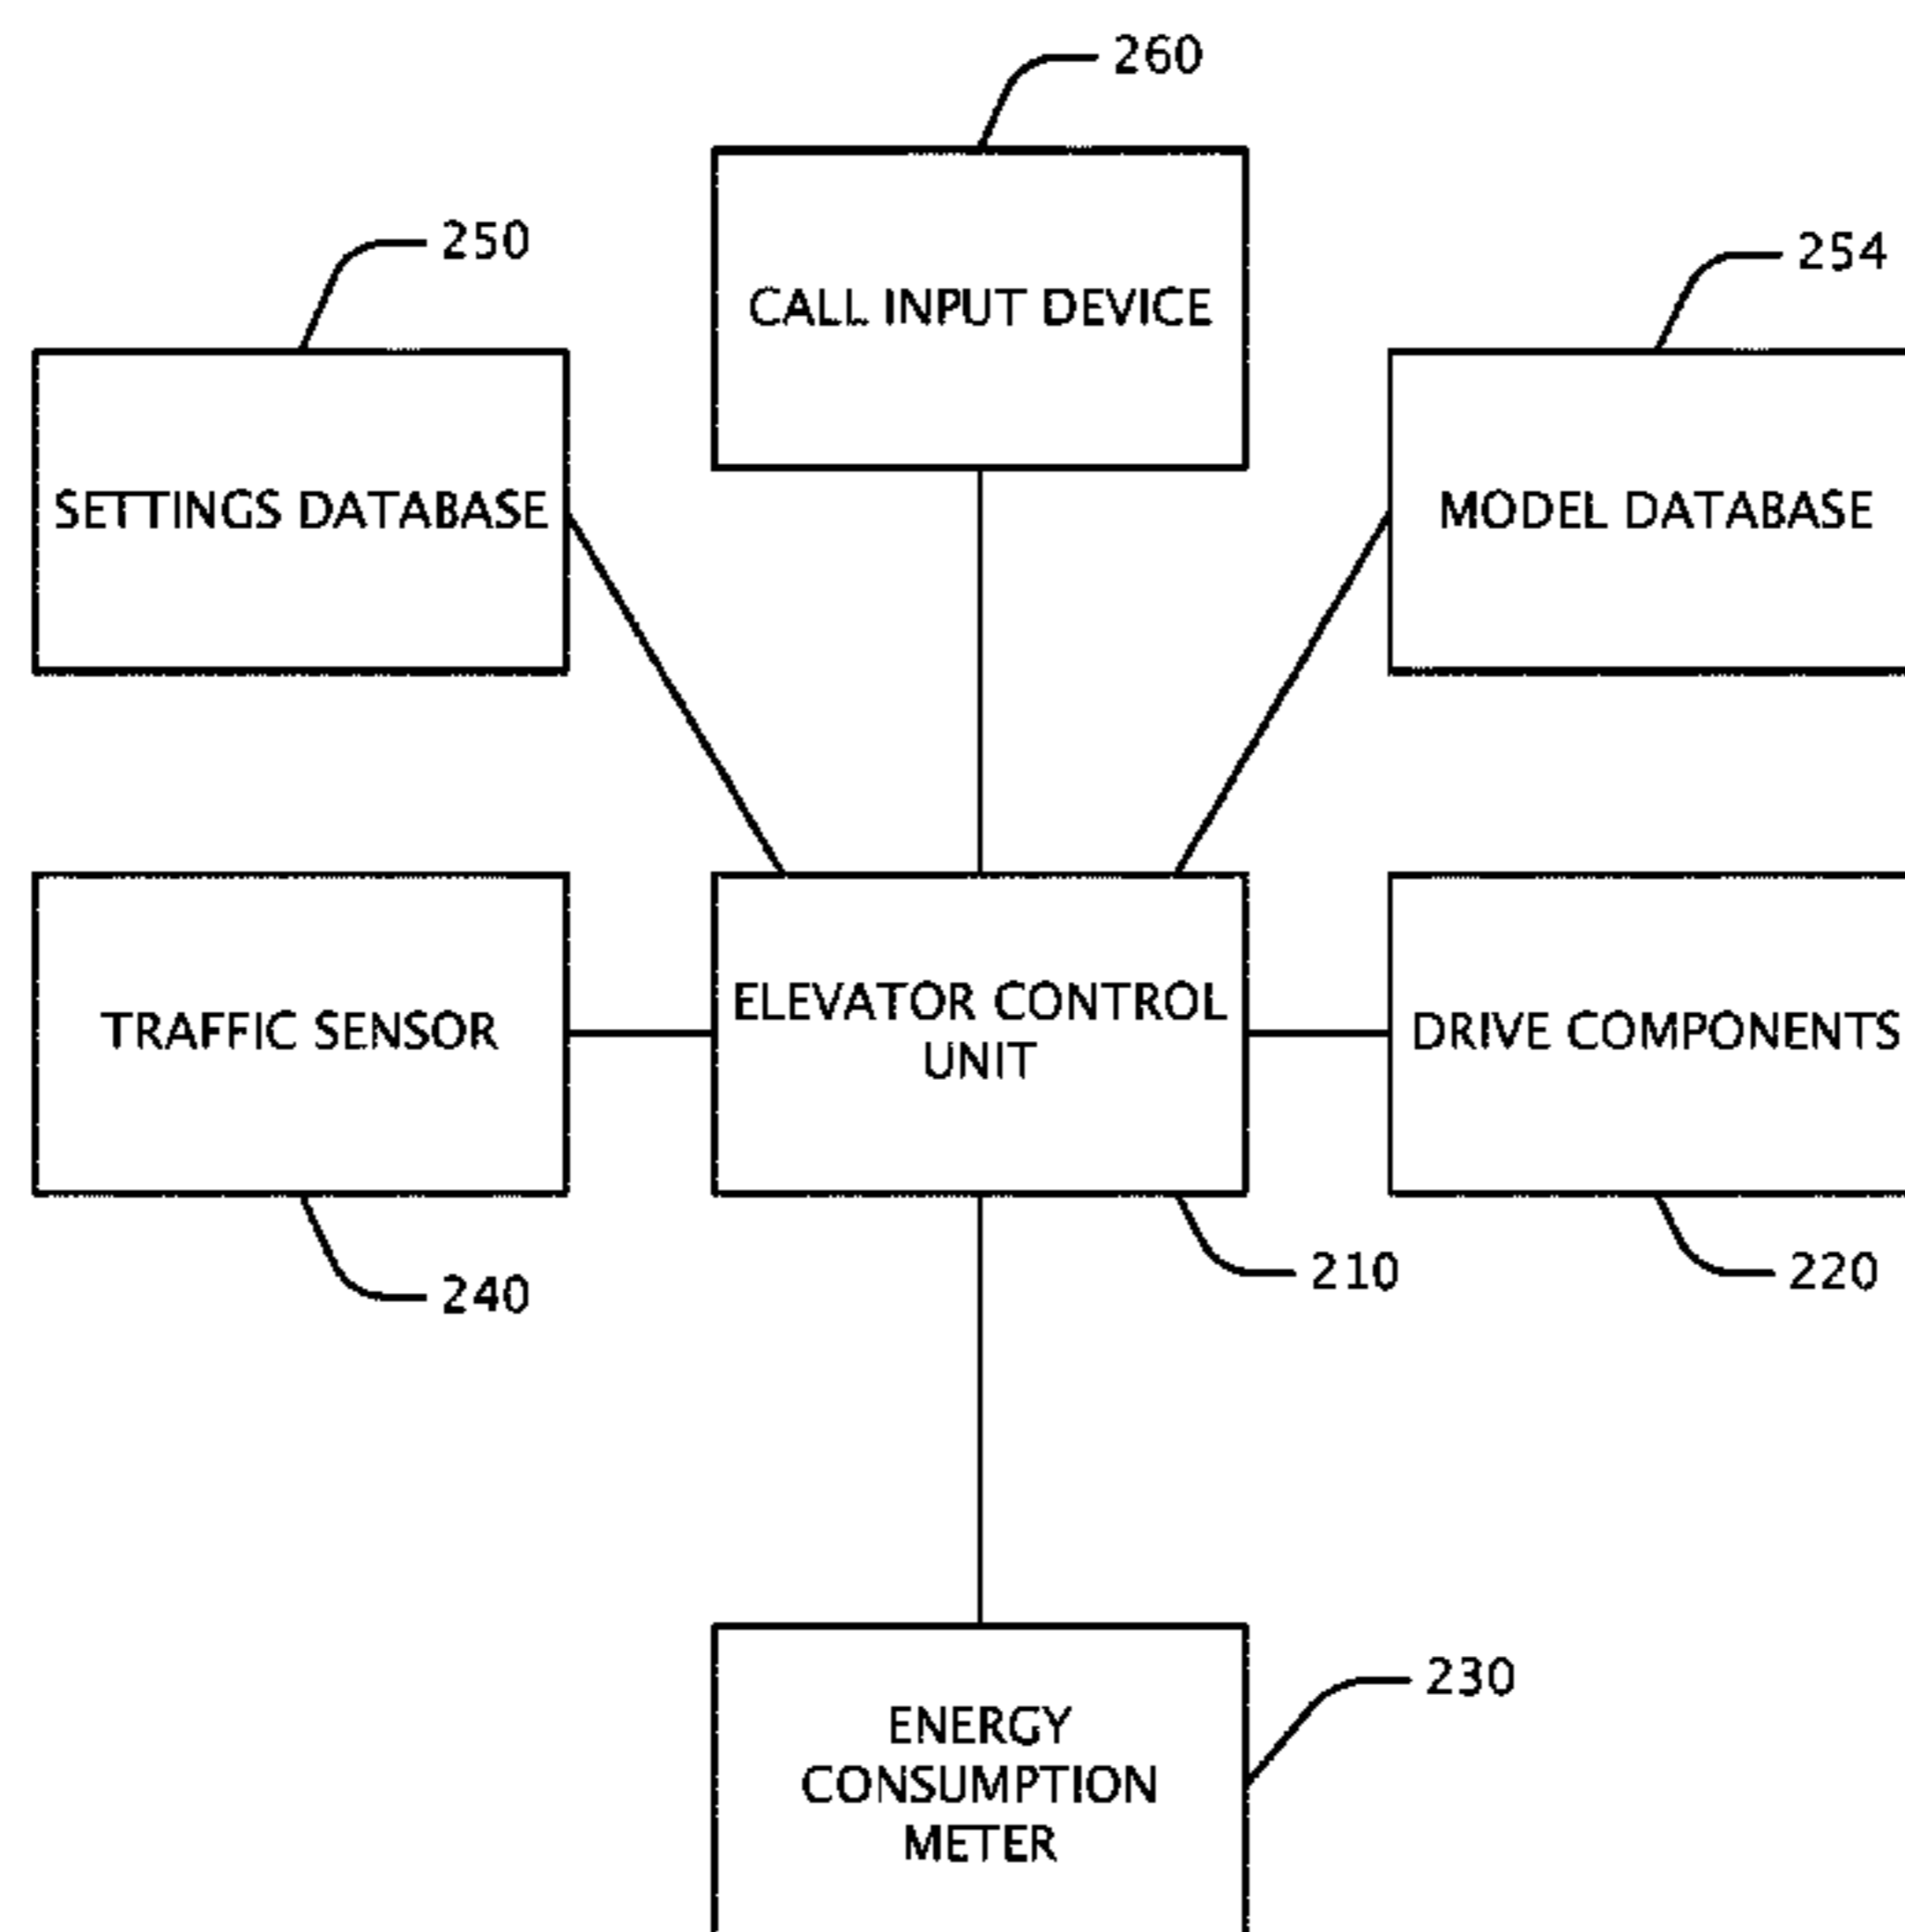 260
250
254
CALL INPUT DEVICE
SETTINGS DATABASE
MODEL DATABASE
TRAFFIC SENSOR
ELEVATOR CONTROL
UNIT
DRIVE COMPONENTS
240
210
220
230
ENERGY
CONSUMPTION
METER